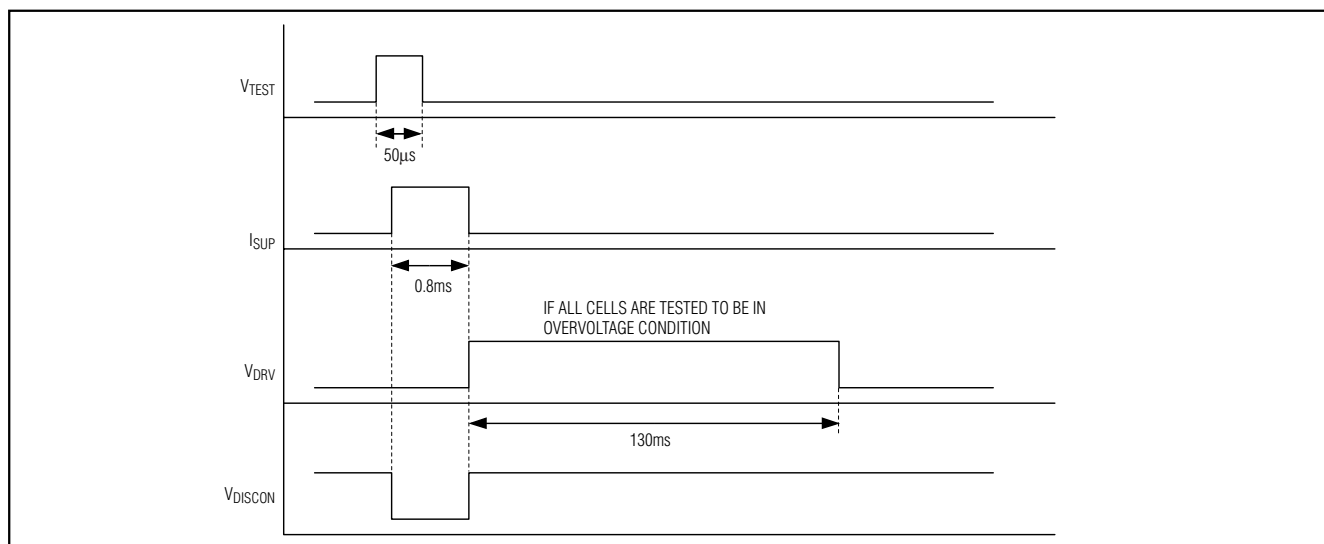 VTEST
50µs
ISUP
0.8ms
IF ALL CELLS ARE TESTED TO BE IN
OVERVOLTAGE CONDITION
VDRV
130ms
VDISCON